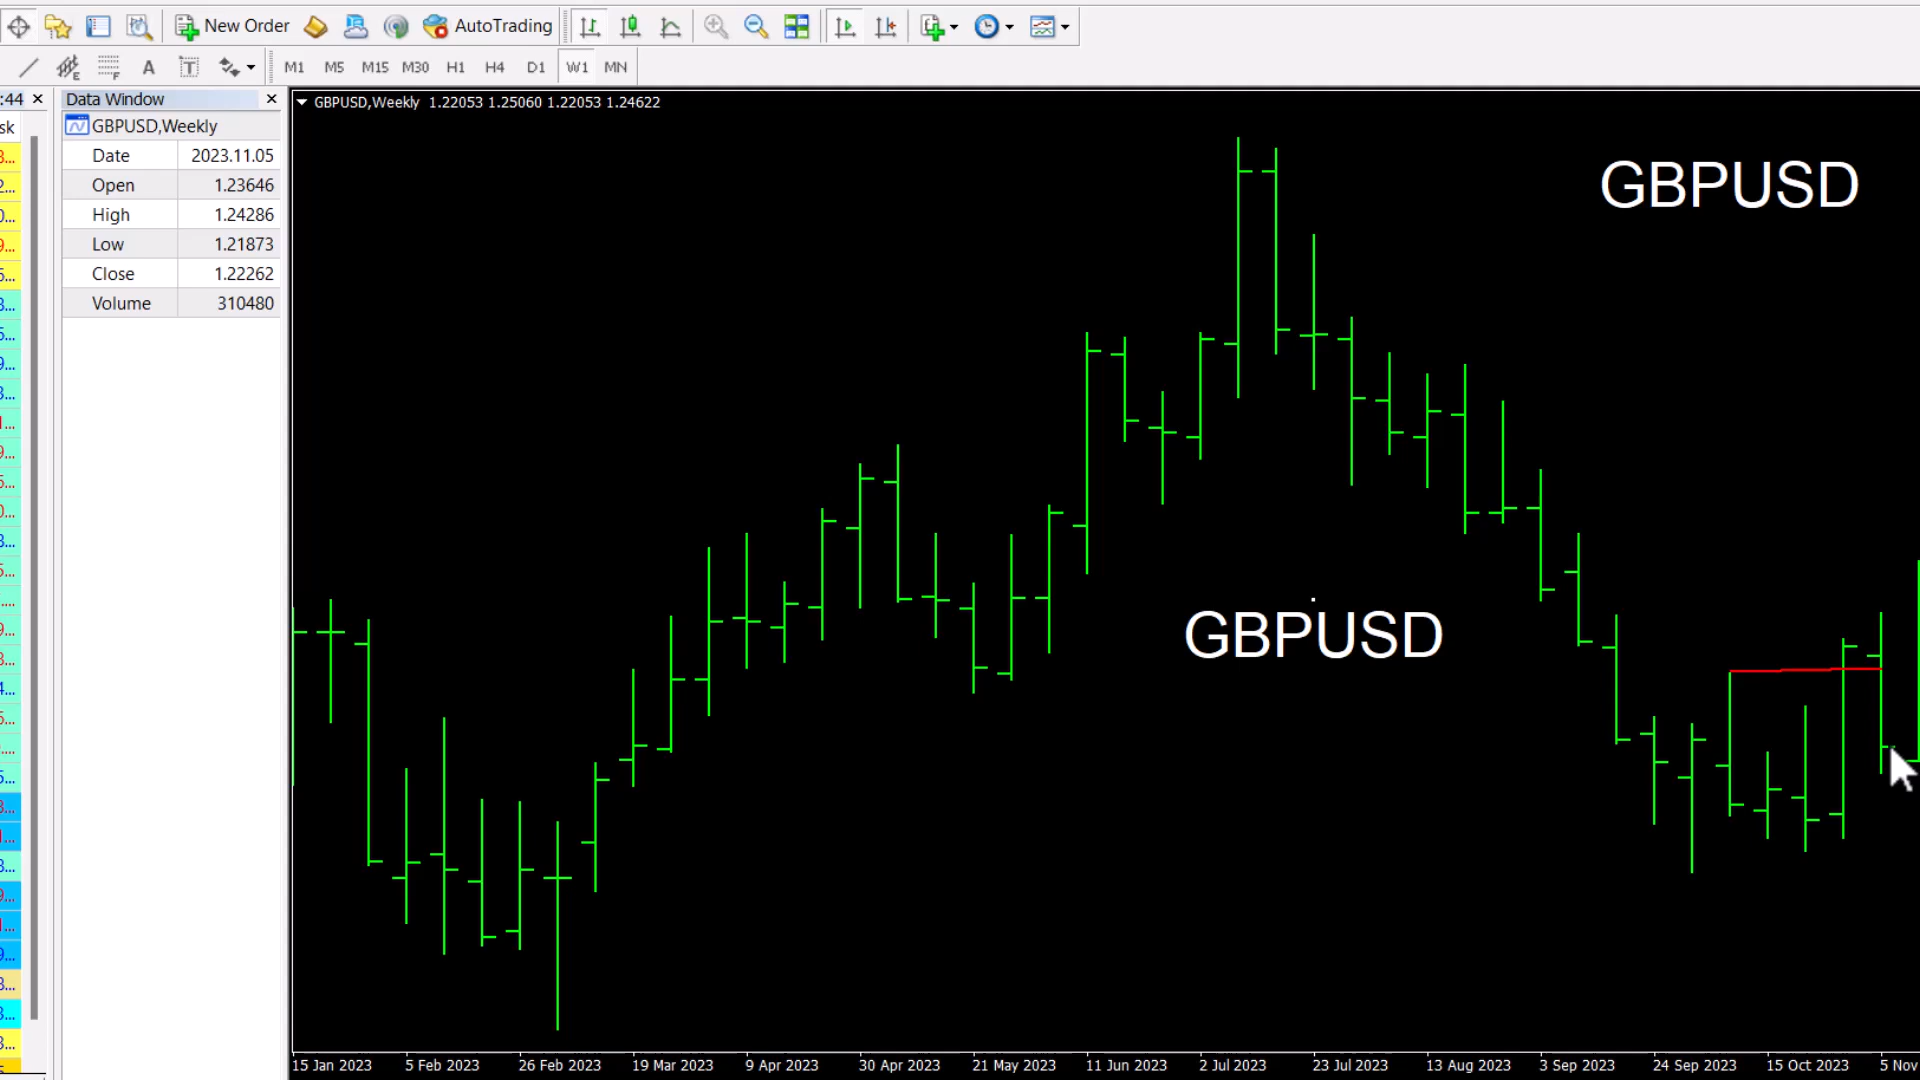 New Order
AutoTrading
E
F
A
T
M1 M5 M15 M30 H1 H4 D1 W1 MN
:44
Data Window
GBPUSD,Weekly 1.22053 1.25060 1.22053 1.24622
sk
GBPUSD,Weekly
Date 2023.11.05
Open 1.23646
High 1.24286
Low 1.21873
Close 1.22262
Volume 310480
GBPUSD
GBPUSD
15 Jan 2023 5 Feb 2023 26 Feb 2023 19 Mar 2023 9 Apr 2023 30 Apr 2023 21 May 2023 11 Jun 2023 2 Jul 2023 23 Jul 2023 13 Aug 2023 3 Sep 2023 24 Sep 2023 15 Oct 2023 5 Nov